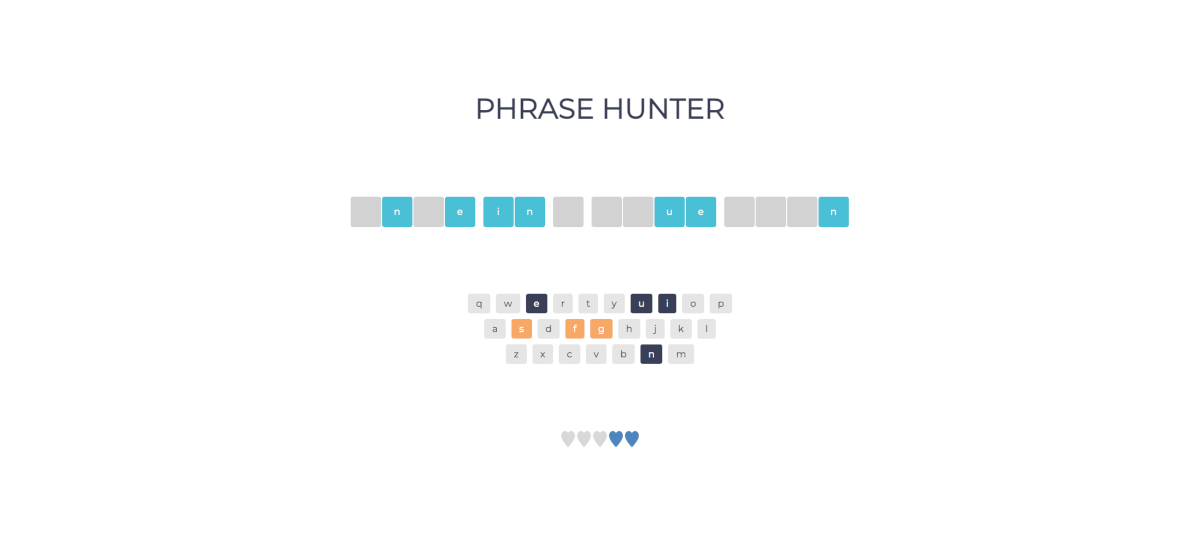 PHRASE HUNTER
n e i n u e n
q w e r t y u i o p
a s d f g h j k l
z x c v b n m